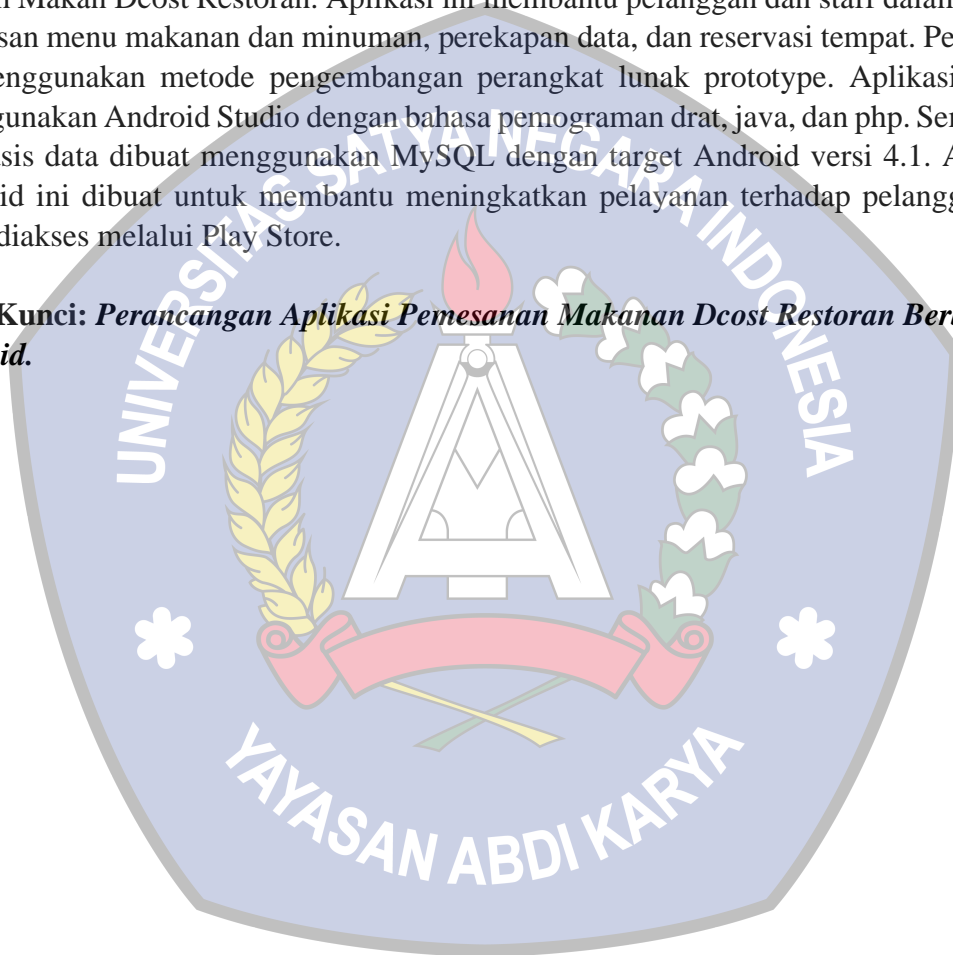 Makan Dcost Restoran. Aplikasi ini membantu pelanggan dan staff dalam
san menu makanan dan minuman, perekapan data, dan reservasi tempat. Pe
enggunakan metode pengembangan perangkat lunak prototype. Aplikasi
gunakan Android Studio dengan bahasa pemograman drat, java, dan php. Ser
sis data dibuat menggunakan MySQL dengan target Android versi 4.1. A
id ini dibuat untuk membantu meningkatkan pelayanan terhadap pelangg
diakses melalui Play Store.
Kunci: Perancangan Aplikasi Pemesanan Makanan Dcost Restoran Ber
id.
UNIVERSITAS SATYA NEGARA INDONESIA
YAYASAN ABDI KARYA